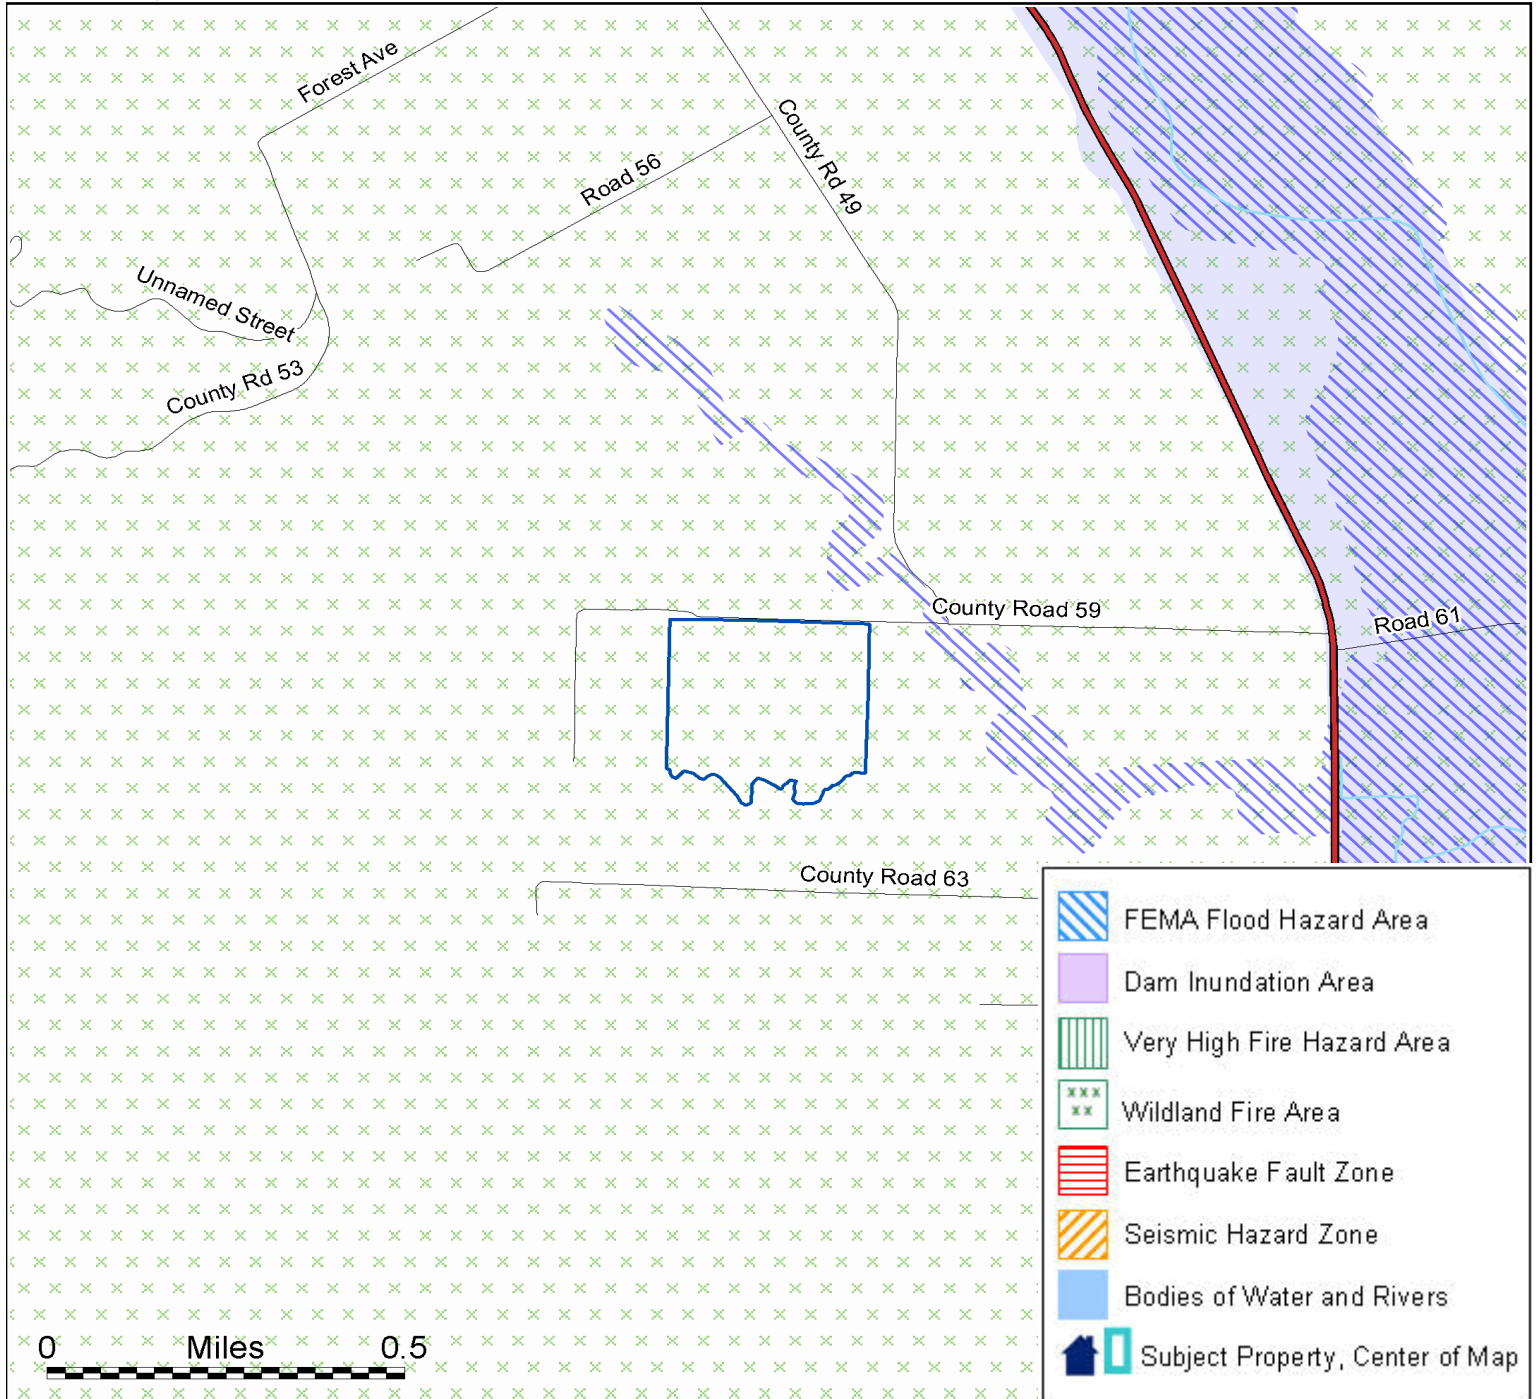 Forest Ave
County Rd 49
Road 56
Unnamed Street
County Rd 53
County Road 59
Road 61
County Road 63
FEMA Flood Hazard Area
Dam Inundation Area
Very High Fire Hazard Area
Wildland Fire Area
Earthquake Fault Zone
Seismic Hazard Zone
Bodies of Water and Rivers
Subject Property, Center of Map
0 Miles 0.5